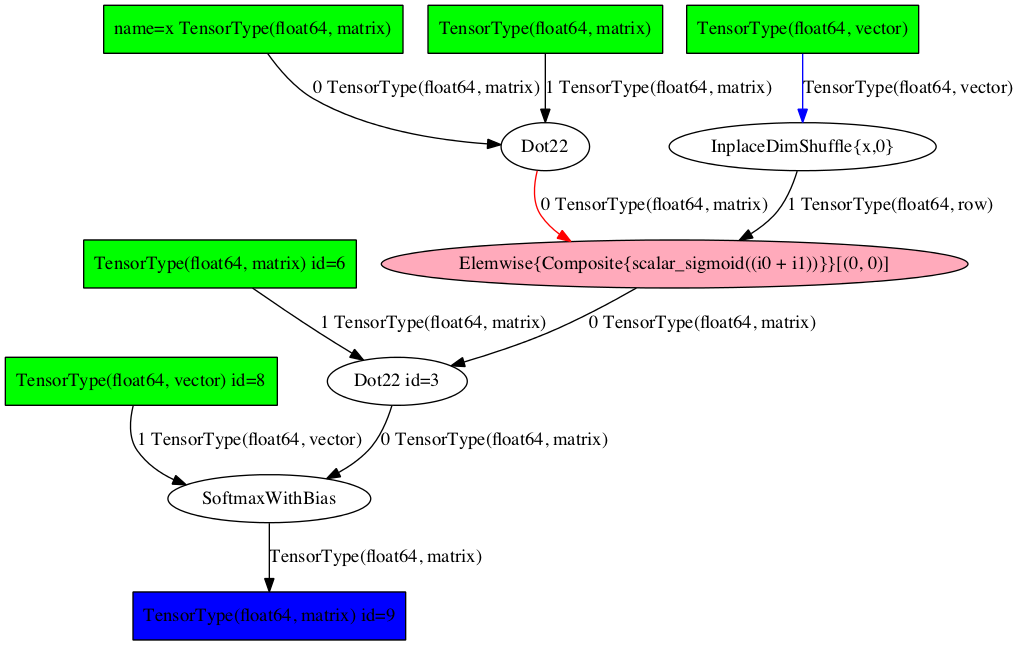 name=x TensorType(float64, matrix)
TensorType(float64, matrix)
TensorType(float64, vector)
0 TensorType(float64, matrix)
1 TensorType(float64, matrix)
TensorType(float64, vector)
Dot22
InplaceDimShuffle{x,0}
0 TensorType(float64, matrix)
1 TensorType(float64, row)
TensorType(float64, matrix) id=6
Elemwise{Composite{scalar_sigmoid((i0 + i1))}}[(0, 0)]
1 TensorType(float64, matrix)
0 TensorType(float64, matrix)
TensorType(float64, vector) id=8
Dot22 id=3
1 TensorType(float64, vector)
0 TensorType(float64, matrix)
SoftmaxWithBias
TensorType(float64, matrix)
TensorType(float64, matrix) id=9